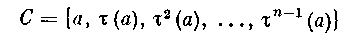 C = {a, τ(a), τ²(a), ..., τⁿ⁻¹(a)}